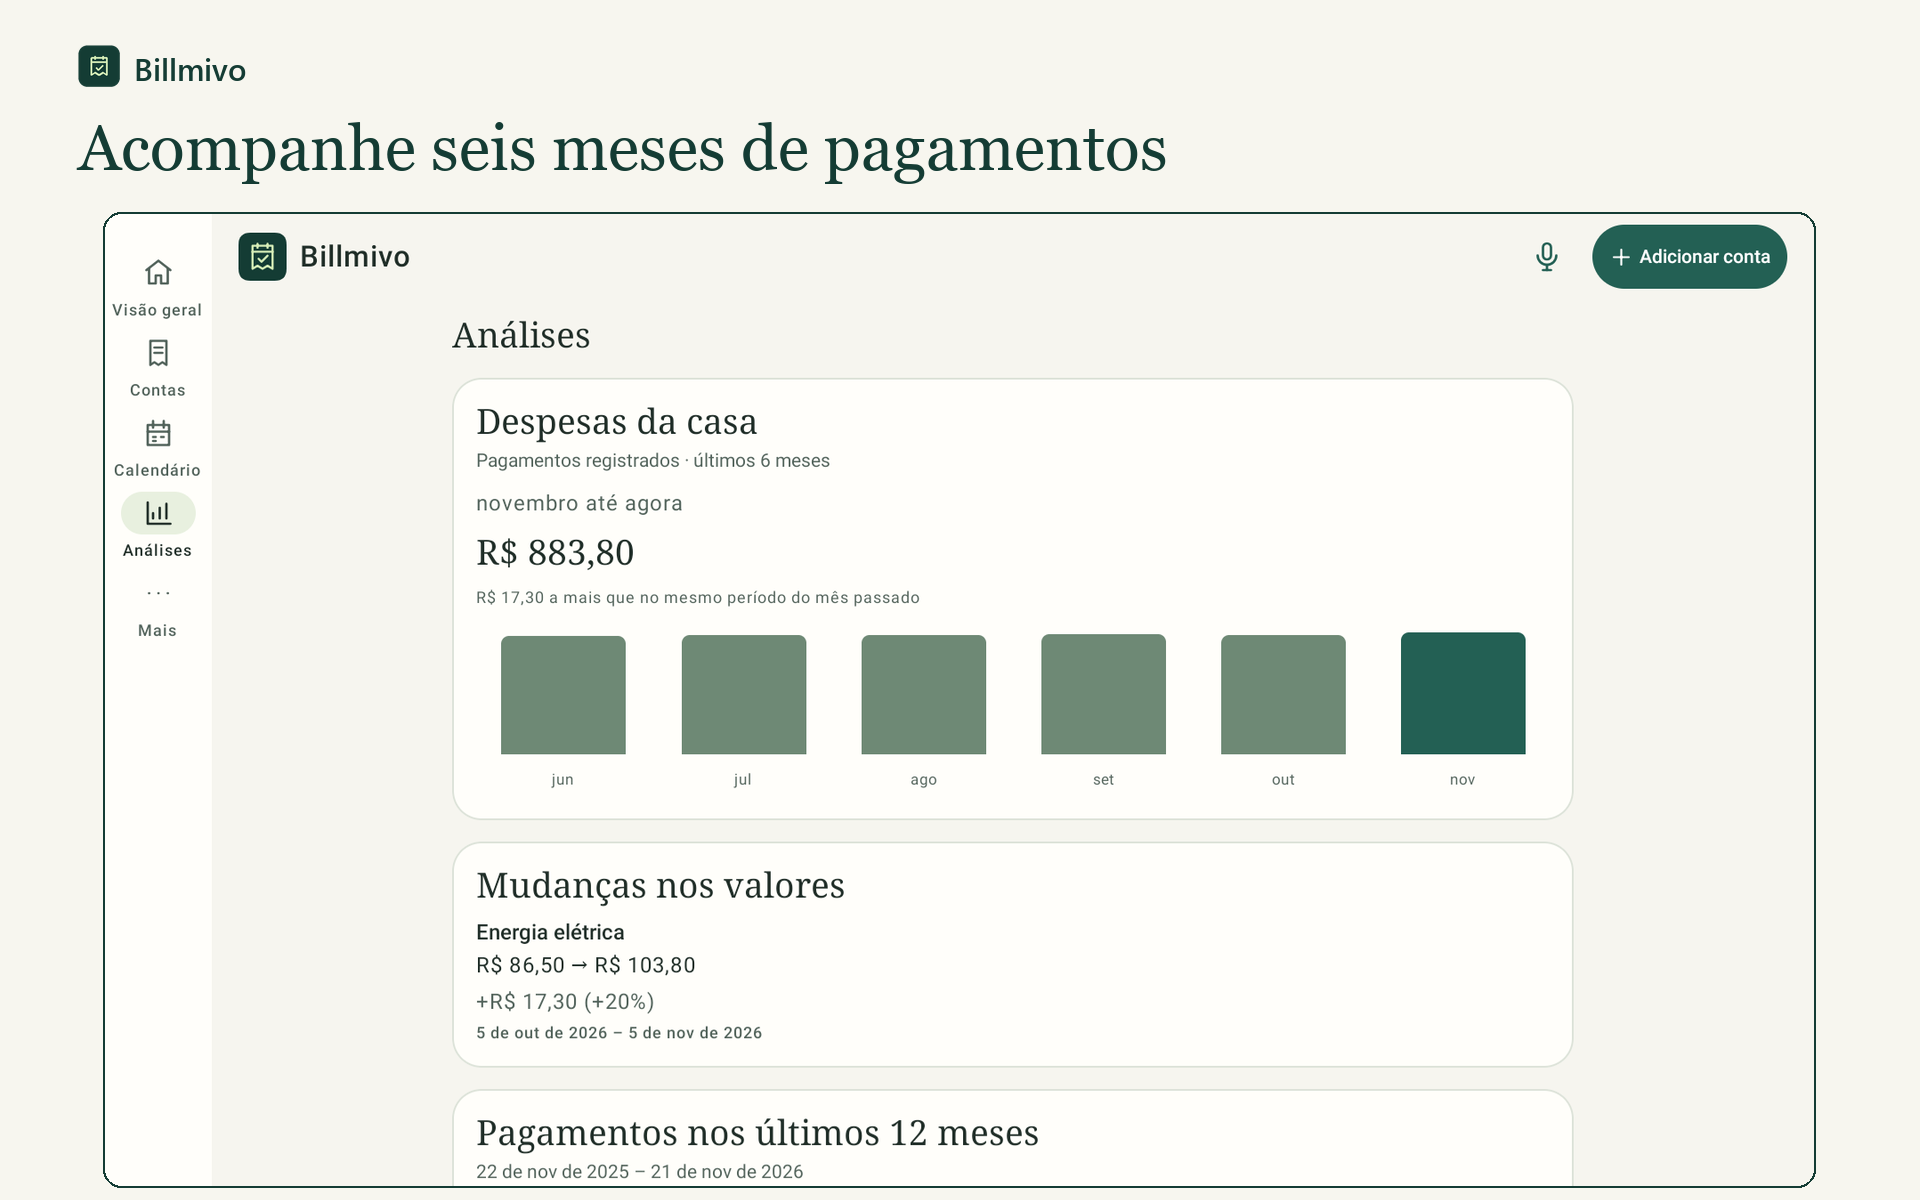 Billmivo
Acompanhe seis meses de pagamentos
Billmivo
Adicionar conta
Visão geral
Contas
Calendário
Análises
Mais
Análises
Despesas da casa
Pagamentos registrados · últimos 6 meses
novembro até agora
R$ 883,80
R$ 17,30 a mais que no mesmo período do mês passado
jun jul ago set out nov
Mudanças nos valores
Energia elétrica
R$ 86,50 → R$ 103,80
+R$ 17,30 (+20%)
5 de out de 2026 – 5 de nov de 2026
Pagamentos nos últimos 12 meses
22 de nov de 2025 – 21 de nov de 2026